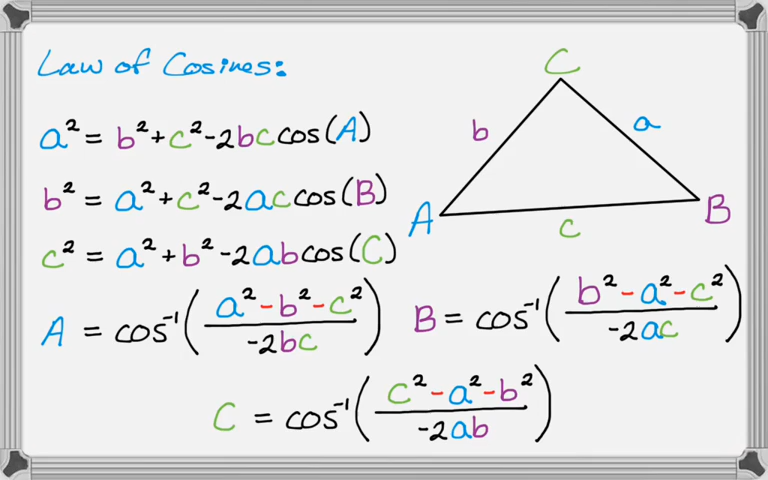 Law of Cosines:
a² = b² + c² - 2bc cos(A)
b² = a² + c² - 2ac cos(B)
c² = a² + b² - 2ab cos(C)
C
b
a
A
B
c
A = cos⁻¹((a² - b² - c²)/(-2bc))
B = cos⁻¹((b² - a² - c²)/(-2ac))
C = cos⁻¹((c² - a² - b²)/(-2ab))